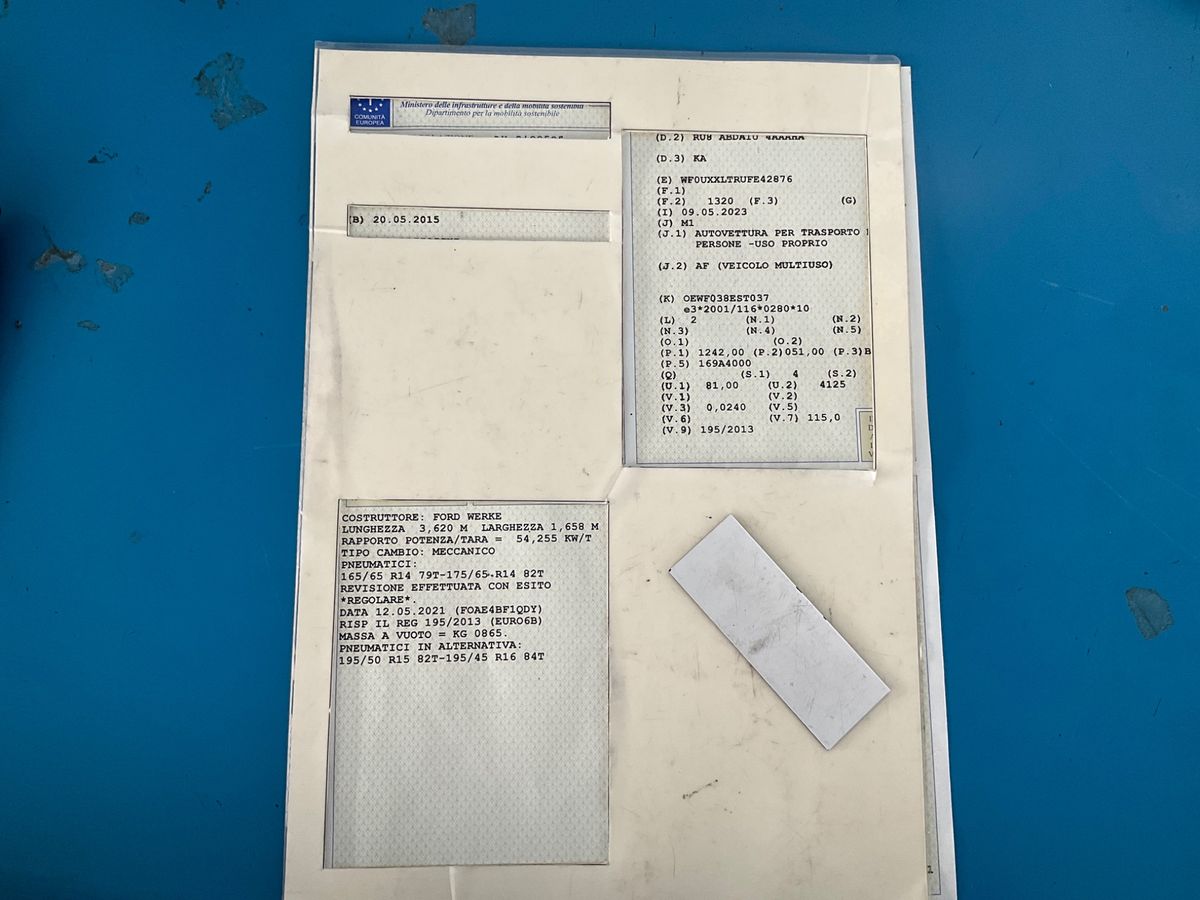 COMUNITÀ
EUROPEA
Ministero delle infrastrutture e della mobilità sostenibile
Dipartimento per la mobilità sostenibile
(B) 20.05.2015
(D.2) RU8 ABDA1U 4AAAHA
(D.3) KA
(E) WF0UXXLTRUFE42876
(F.1)
(F.2) 1320 (F.3) (G)
(I) 09.05.2023
(J) M1
(J.1) AUTOVETTURA PER TRASPORTO
PERSONE -USO PROPRIO
(J.2) AF (VEICOLO MULTIUSO)
(K) OEWF038EST037
e3*2001/116*0280*10
(L) 2 (N.1) (N.2)
(N.3) (N.4) (N.5)
(O.1) (O.2)
(P.1) 1242,00 (P.2)051,00 (P.3)B
(P.5) 169A4000
(Q) (S.1) 4 (S.2)
(U.1) 81,00 (U.2) 4125
(V.1) (V.2)
(V.3) 0,0240 (V.5)
(V.6) (V.7) 115,0
(V.9) 195/2013
COSTRUTTORE: FORD WERKE
LUNGHEZZA 3,620 M LARGHEZZA 1,658 M
RAPPORTO POTENZA/TARA = 54,255 KW/T
TIPO CAMBIO: MECCANICO
PNEUMATICI:
165/65 R14 79T-175/65 R14 82T
REVISIONE EFFETTUATA CON ESITO
*REGOLARE*.
DATA 12.05.2021 (FOAE4BF1QDY)
RISP IL REG 195/2013 (EURO6B)
MASSA A VUOTO = KG 0865.
PNEUMATICI IN ALTERNATIVA:
195/50 R15 82T-195/45 R16 84T